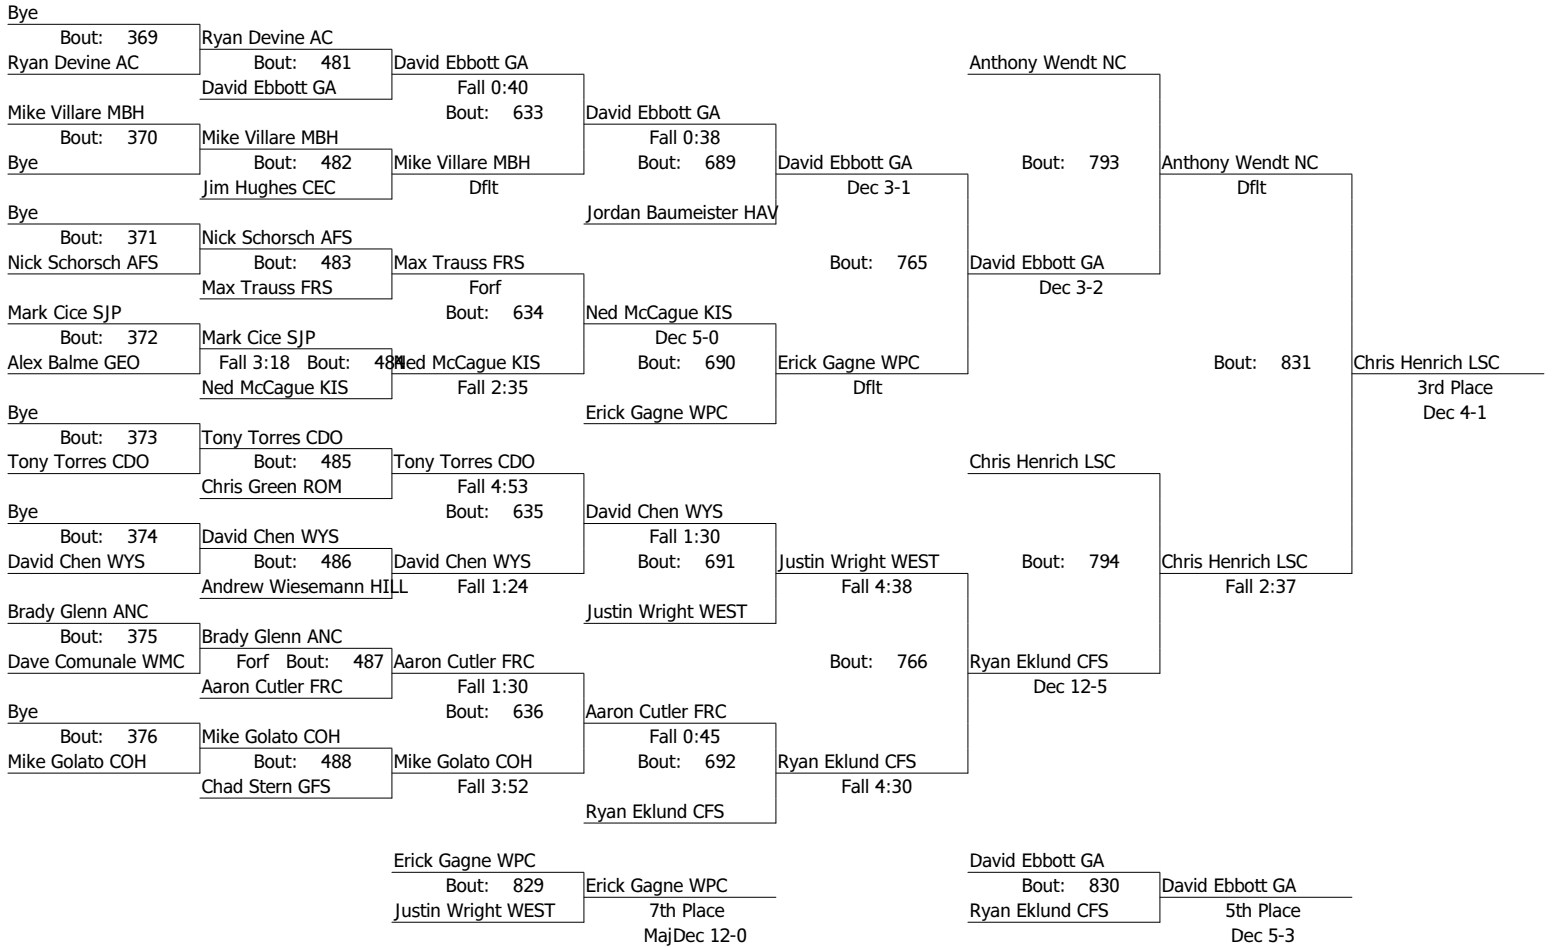 Bye
Bout: 369 Ryan Devine AC
Ryan Devine AC Bout: 481 David Ebbott GA Anthony Wendt NC
David Ebbott GA Fall 0:40
Mike Villare MBH Bout: 633 David Ebbott GA
Bout: 370 Mike Villare MBH Fall 0:38
Bye Bout: 482 Mike Villare MBH Bout: 689 David Ebbott GA Bout: 793 Anthony Wendt NC
Jim Hughes CEC Dflt Dec 3-1 Dflt
Bye Jordan Baumeister HAV
Bout: 371 Nick Schorsch AFS
Nick Schorsch AFS Bout: 483 Max Trauss FRS Bout: 765 David Ebbott GA
Max Trauss FRS Forf Dec 3-2
Mark Cice SJP Bout: 634 Ned McCague KIS
Bout: 372 Mark Cice SJP Dec 5-0
Alex Balme GEO Fall 3:18 Bout: 484 Ned McCague KIS Bout: 690 Erick Gagne WPC Bout: 831 Chris Henrich LSC
Ned McCague KIS Fall 2:35 Dflt 3rd Place
Bye Erick Gagne WPC Dec 4-1
Bout: 373 Tony Torres CDO
Tony Torres CDO Bout: 485 Tony Torres CDO Chris Henrich LSC
Chris Green ROM Fall 4:53
Bye Bout: 635 David Chen WYS
Bout: 374 David Chen WYS Fall 1:30
David Chen WYS Bout: 486 David Chen WYS Bout: 691 Justin Wright WEST Bout: 794 Chris Henrich LSC
Andrew Wiesemann HILL Fall 1:24 Fall 4:38 Fall 2:37
Brady Glenn ANC Justin Wright WEST
Bout: 375 Brady Glenn ANC
Dave Comunale WMC Forf Bout: 487 Aaron Cutler FRC Bout: 766 Ryan Eklund CFS
Aaron Cutler FRC Fall 1:30 Dec 12-5
Bye Bout: 636 Aaron Cutler FRC
Bout: 376 Mike Golato COH Fall 0:45
Mike Golato COH Bout: 488 Mike Golato COH Bout: 692 Ryan Eklund CFS
Chad Stern GFS Fall 3:52 Fall 4:30
Ryan Eklund CFS
Erick Gagne WPC David Ebbott GA
Bout: 829 Erick Gagne WPC Bout: 830 David Ebbott GA
Justin Wright WEST 7th Place Ryan Eklund CFS 5th Place
MajDec 12-0 Dec 5-3